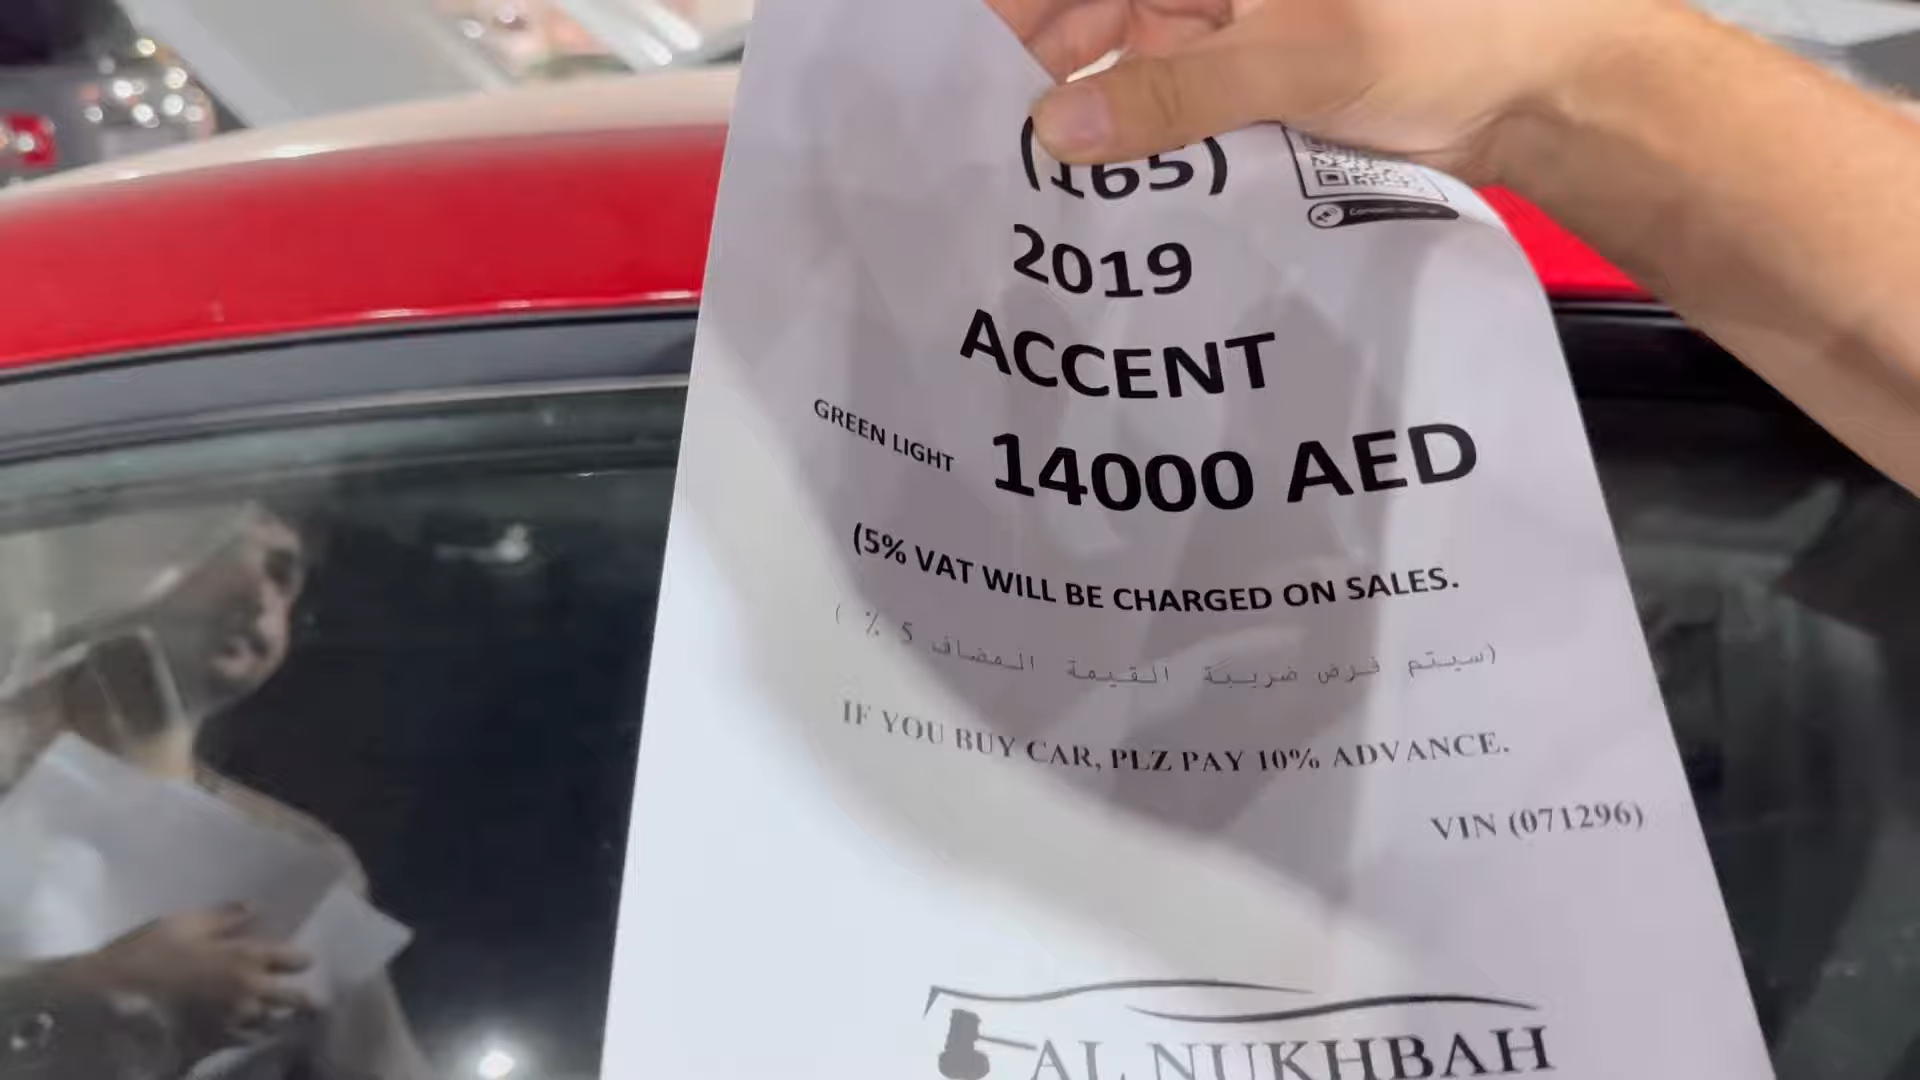 (165)
2019
ACCENT
GREEN LIGHT 14000 AED
(5% VAT WILL BE CHARGED ON SALES.
(سيتم فرض ضريبة القيمة المضاف 5 % )
IF YOU BUY CAR, PLZ PAY 10% ADVANCE.
VIN (071296)
AL NUKHBAH